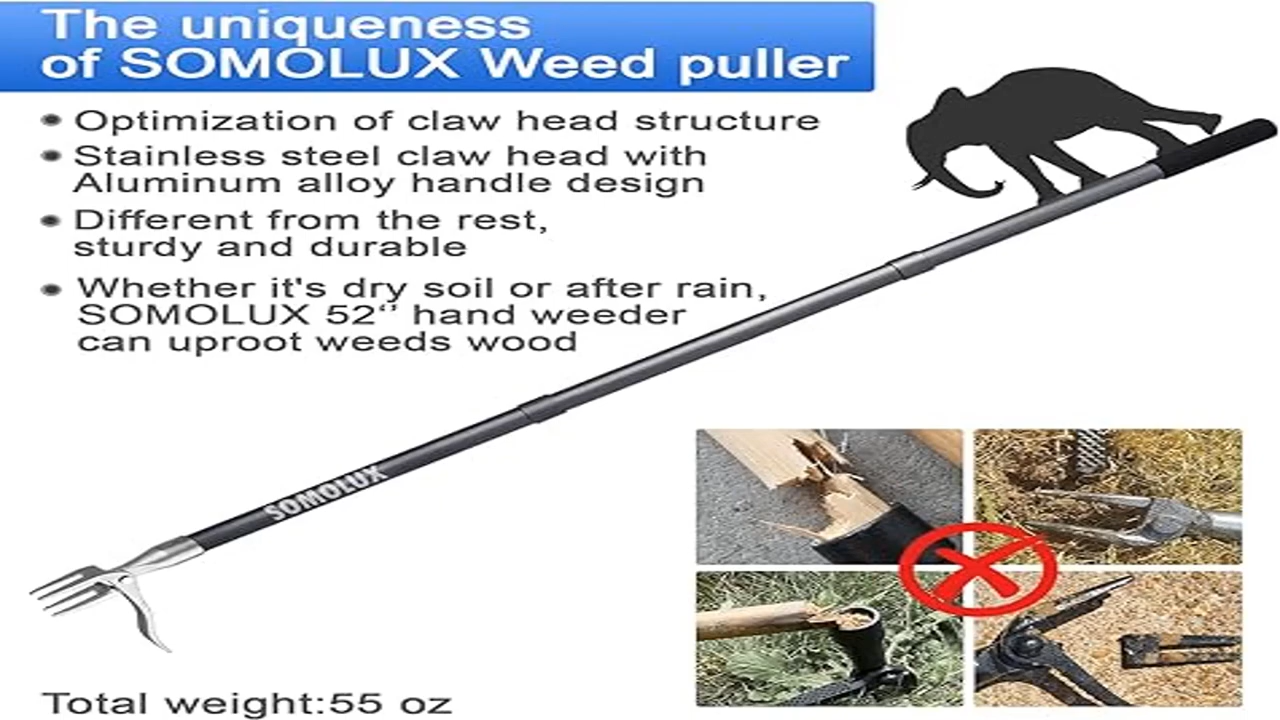 The uniqueness
of SOMOLUX Weed puller
Optimization of claw head structure
Stainless steel claw head with
Aluminum alloy handle design
Different from the rest,
sturdy and durable
Whether it's dry soil or after rain,
SOMOLUX 52‘’ hand weeder
can uproot weeds wood
SOMOLUX
Total weight:55 oz